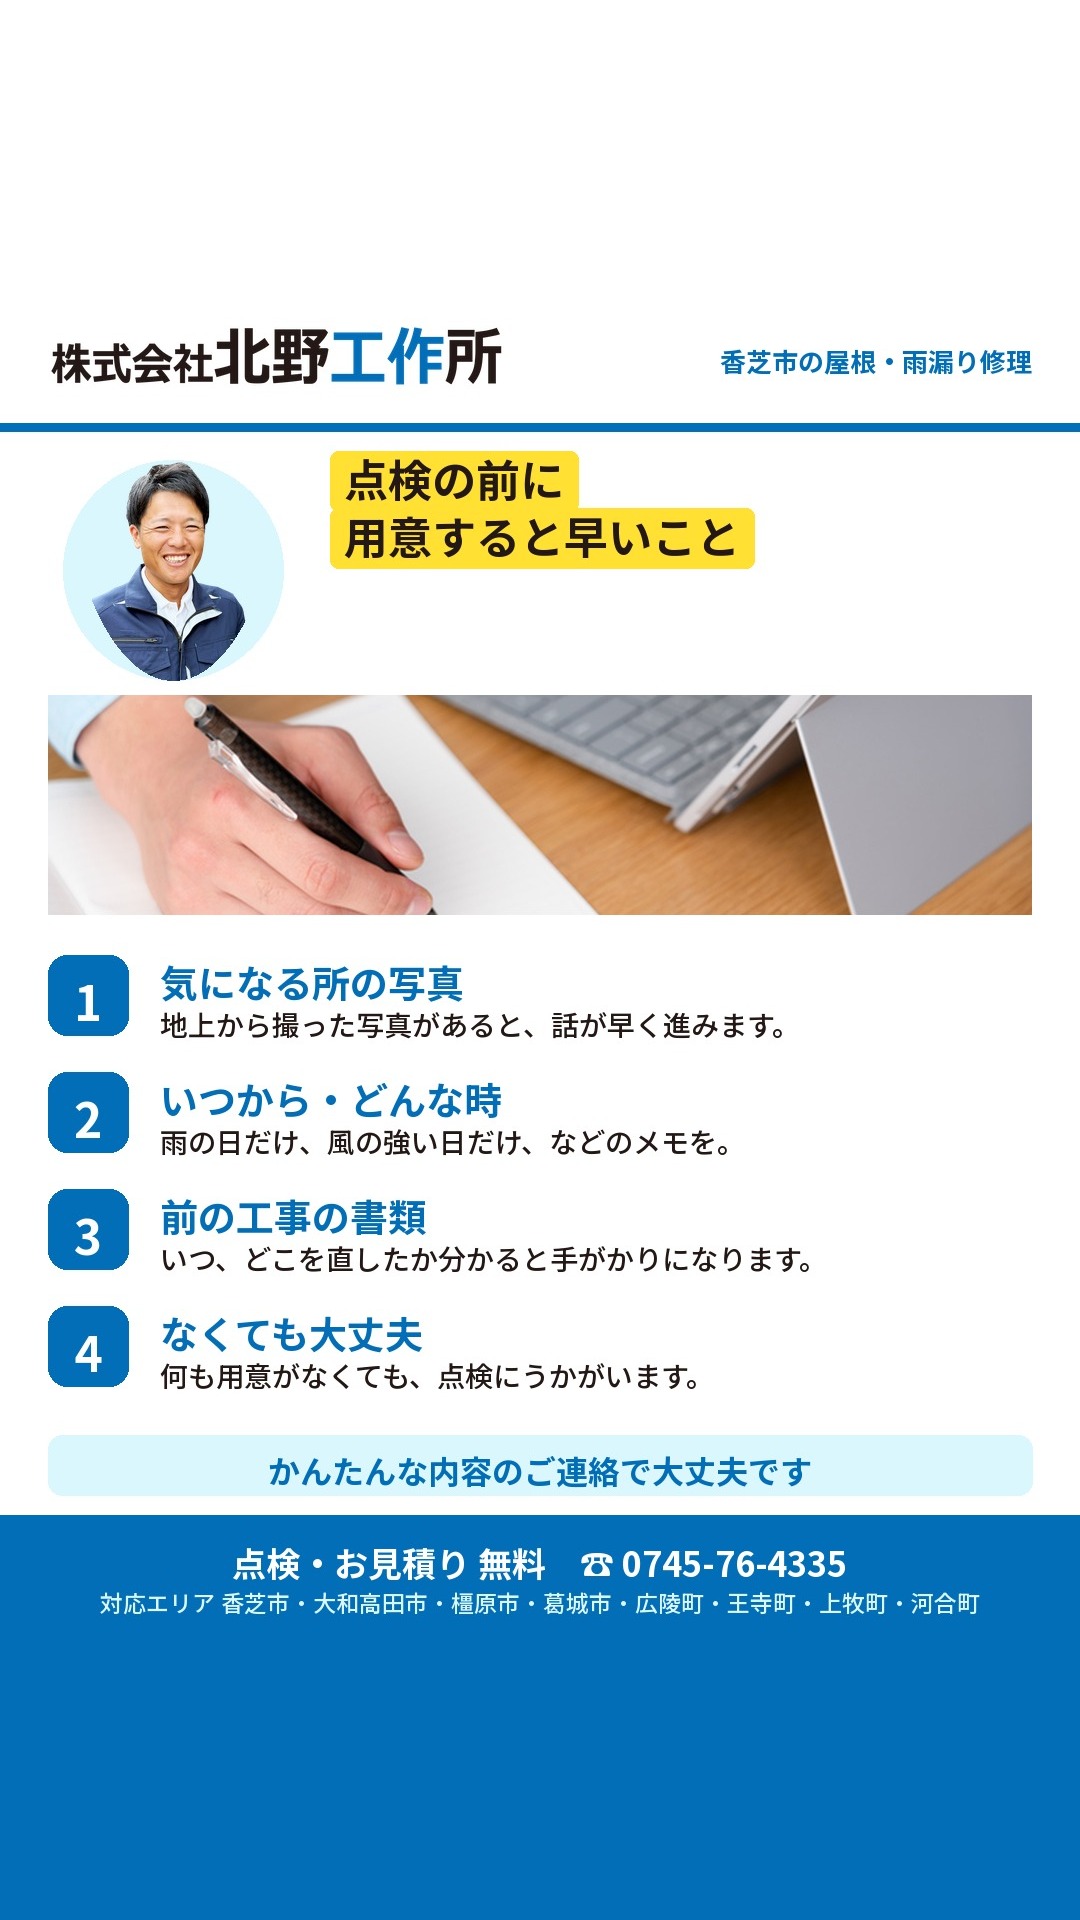 株式会社北野工作所
香芝市の屋根・雨漏り修理
点検の前に
用意すると早いこと
1
気になる所の写真
地上から撮った写真があると、話が早く進みます。
2
いつから・どんな時
雨の日だけ、風の強い日だけ、などのメモを。
3
前の工事の書類
いつ、どこを直したか分かると手がかりになります。
4
なくても大丈夫
何も用意がなくても、点検にうかがいます。
かんたんな内容のご連絡で大丈夫です
点検・お見積り 無料　☎ 0745-76-4335
対応エリア 香芝市・大和高田市・橿原市・葛城市・広陵町・王寺町・上牧町・河合町